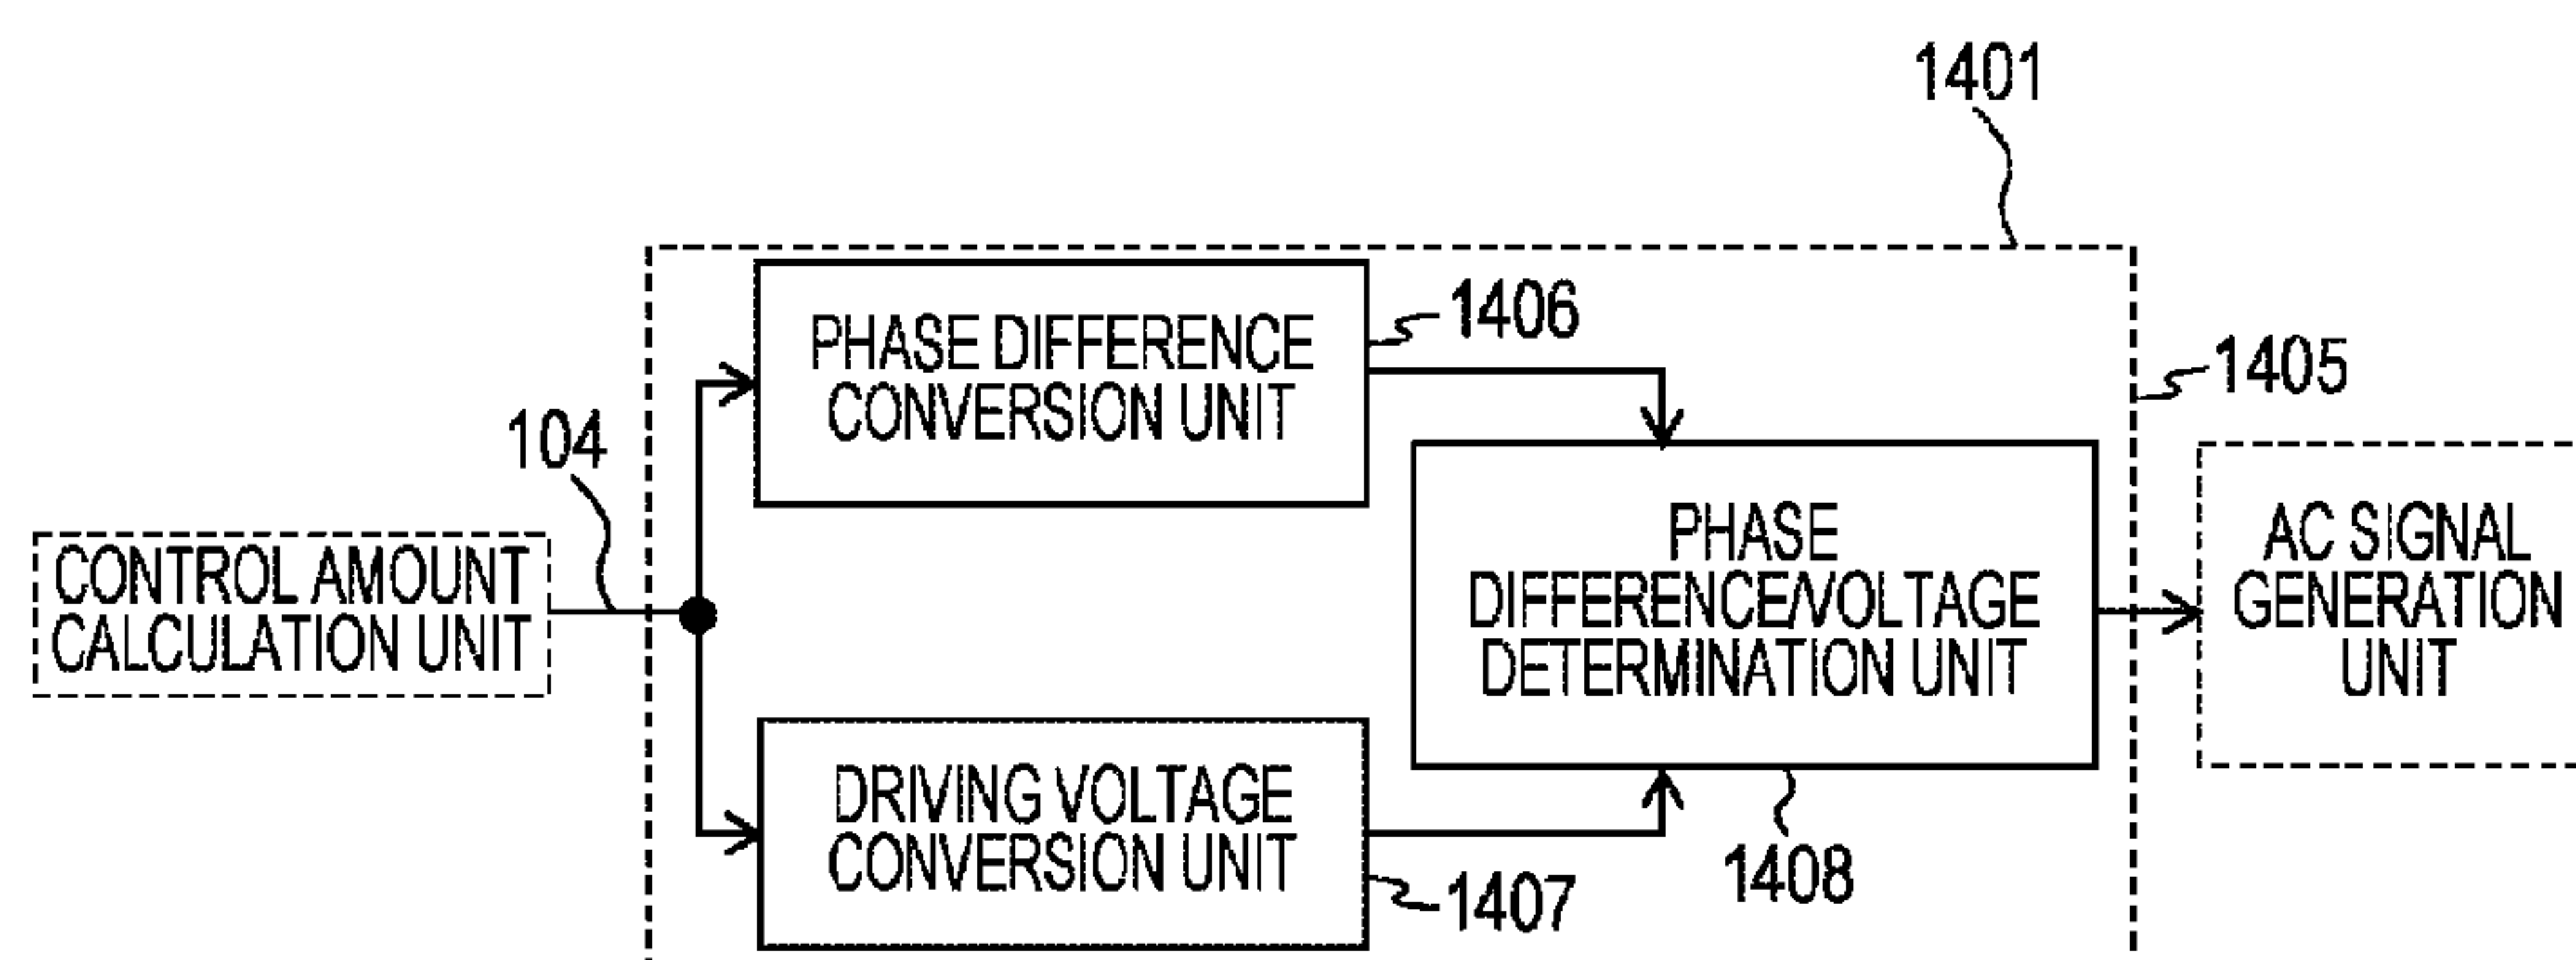 1401
PHASE DIFFERENCE
CONVERSION UNIT
1406
1405
104
CONTROL AMOUNT
CALCULATION UNIT
PHASE
DIFFERENCE/VOLTAGE
DETERMINATION UNIT
AC SIGNAL
GENERATION
UNIT
DRIVING VOLTAGE
CONVERSION UNIT
1407
1408